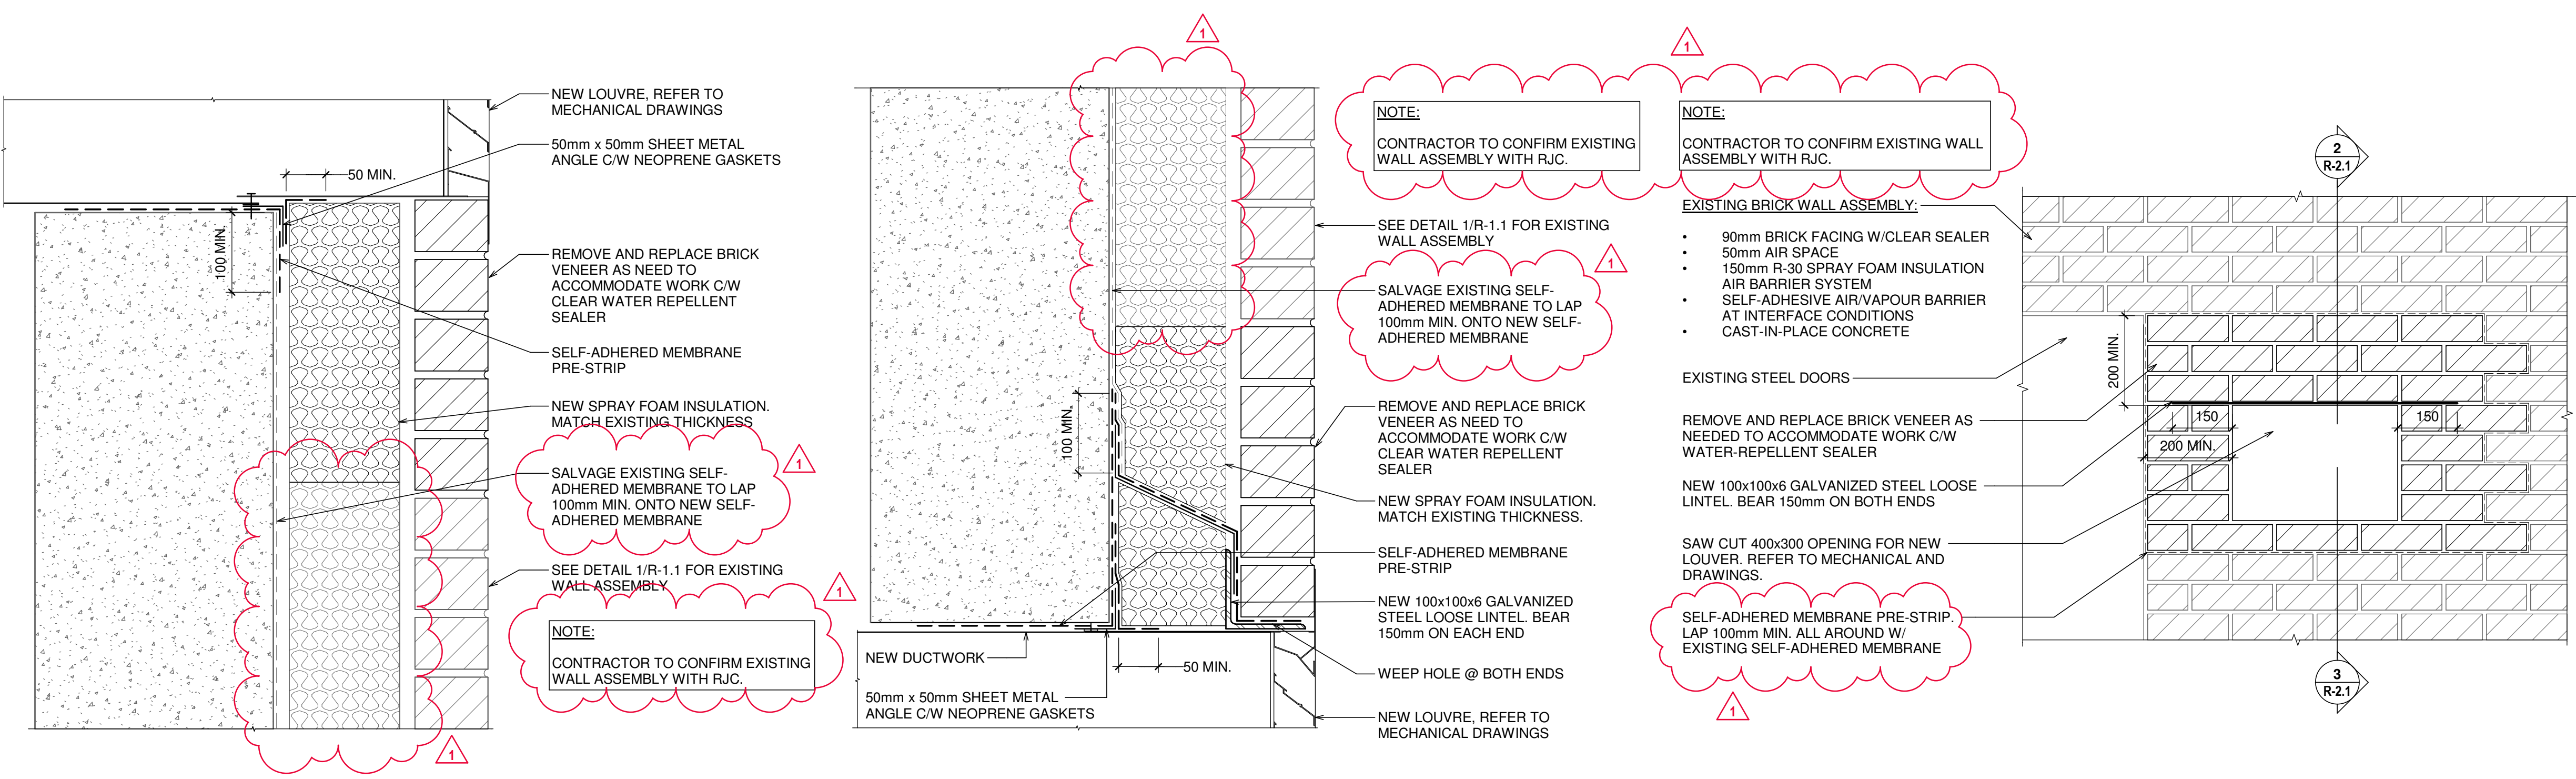 NEW LOUVRE, REFER TO
MECHANICAL DRAWINGS
50mm x 50mm SHEET METAL
ANGLE C/W NEOPRENE GASKETS
50 MIN.
100 MIN.
REMOVE AND REPLACE BRICK
VENEER AS NEED TO
ACCOMMODATE WORK C/W
CLEAR WATER REPELLENT
SEALER
SELF-ADHERED MEMBRANE
PRE-STRIP
NEW SPRAY FOAM INSULATION.
MATCH EXISTING THICKNESS
1
SALVAGE EXISTING SELF-
ADHERED MEMBRANE TO LAP
100mm MIN. ONTO NEW SELF-
ADHERED MEMBRANE
SEE DETAIL 1/R-1.1 FOR EXISTING
WALL ASSEMBLY
1
NOTE:
CONTRACTOR TO CONFIRM EXISTING
WALL ASSEMBLY WITH RJC.
1
1
1
NOTE:
CONTRACTOR TO CONFIRM EXISTING
WALL ASSEMBLY WITH RJC.
SEE DETAIL 1/R-1.1 FOR EXISTING
WALL ASSEMBLY
1
SALVAGE EXISTING SELF-
ADHERED MEMBRANE TO LAP
100mm MIN. ONTO NEW SELF-
ADHERED MEMBRANE
100 MIN.
REMOVE AND REPLACE BRICK
VENEER AS NEED TO
ACCOMMODATE WORK C/W
CLEAR WATER REPELLENT
SEALER
NEW SPRAY FOAM INSULATION.
MATCH EXISTING THICKNESS.
SELF-ADHERED MEMBRANE
PRE-STRIP
NEW 100x100x6 GALVANIZED
STEEL LOOSE LINTEL. BEAR
150mm ON EACH END
NEW DUCTWORK
50 MIN.
WEEP HOLE @ BOTH ENDS
50mm x 50mm SHEET METAL
ANGLE C/W NEOPRENE GASKETS
NEW LOUVRE, REFER TO
MECHANICAL DRAWINGS
NOTE:
CONTRACTOR TO CONFIRM EXISTING WALL
ASSEMBLY WITH RJC.
2
R-2.1
EXISTING BRICK WALL ASSEMBLY:
• 90mm BRICK FACING W/CLEAR SEALER
• 50mm AIR SPACE
• 150mm R-30 SPRAY FOAM INSULATION
AIR BARRIER SYSTEM
• SELF-ADHESIVE AIR/VAPOUR BARRIER
AT INTERFACE CONDITIONS
• CAST-IN-PLACE CONCRETE
200 MIN.
EXISTING STEEL DOORS
REMOVE AND REPLACE BRICK VENEER AS
NEEDED TO ACCOMMODATE WORK C/W
WATER-REPELLENT SEALER
150
150
200 MIN.
NEW 100x100x6 GALVANIZED STEEL LOOSE
LINTEL. BEAR 150mm ON BOTH ENDS
SAW CUT 400x300 OPENING FOR NEW
LOUVER. REFER TO MECHANICAL AND
DRAWINGS.
SELF-ADHERED MEMBRANE PRE-STRIP.
LAP 100mm MIN. ALL AROUND W/
EXISTING SELF-ADHERED MEMBRANE
1
3
R-2.1